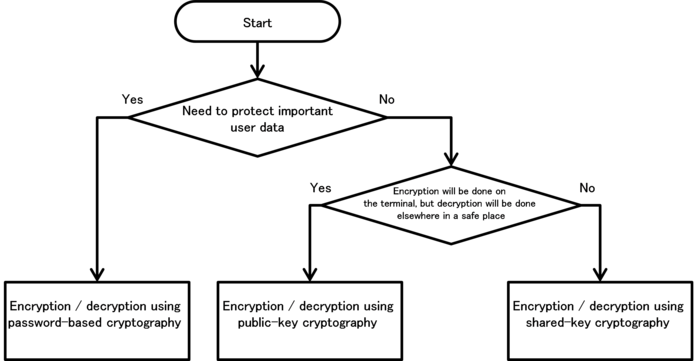 Start
Yes
No
Need to protect important
user data
Yes
No
Encryption will be done on
the terminal, but decryption will be done
elsewhere in a safe place
Encryption / decryption using
password-based cryptography
Encryption / decryption using
public-key cryptography
Encryption / decryption using
shared-key cryptography